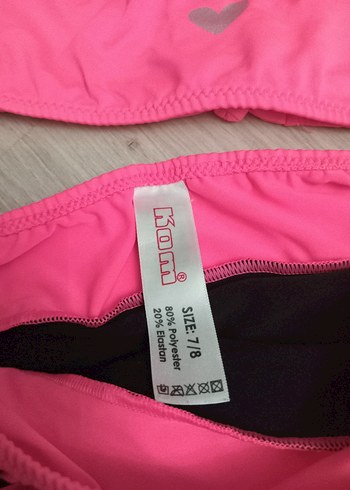 Kom®
SIZE: 7/8
80% Polyester
20% Elastan